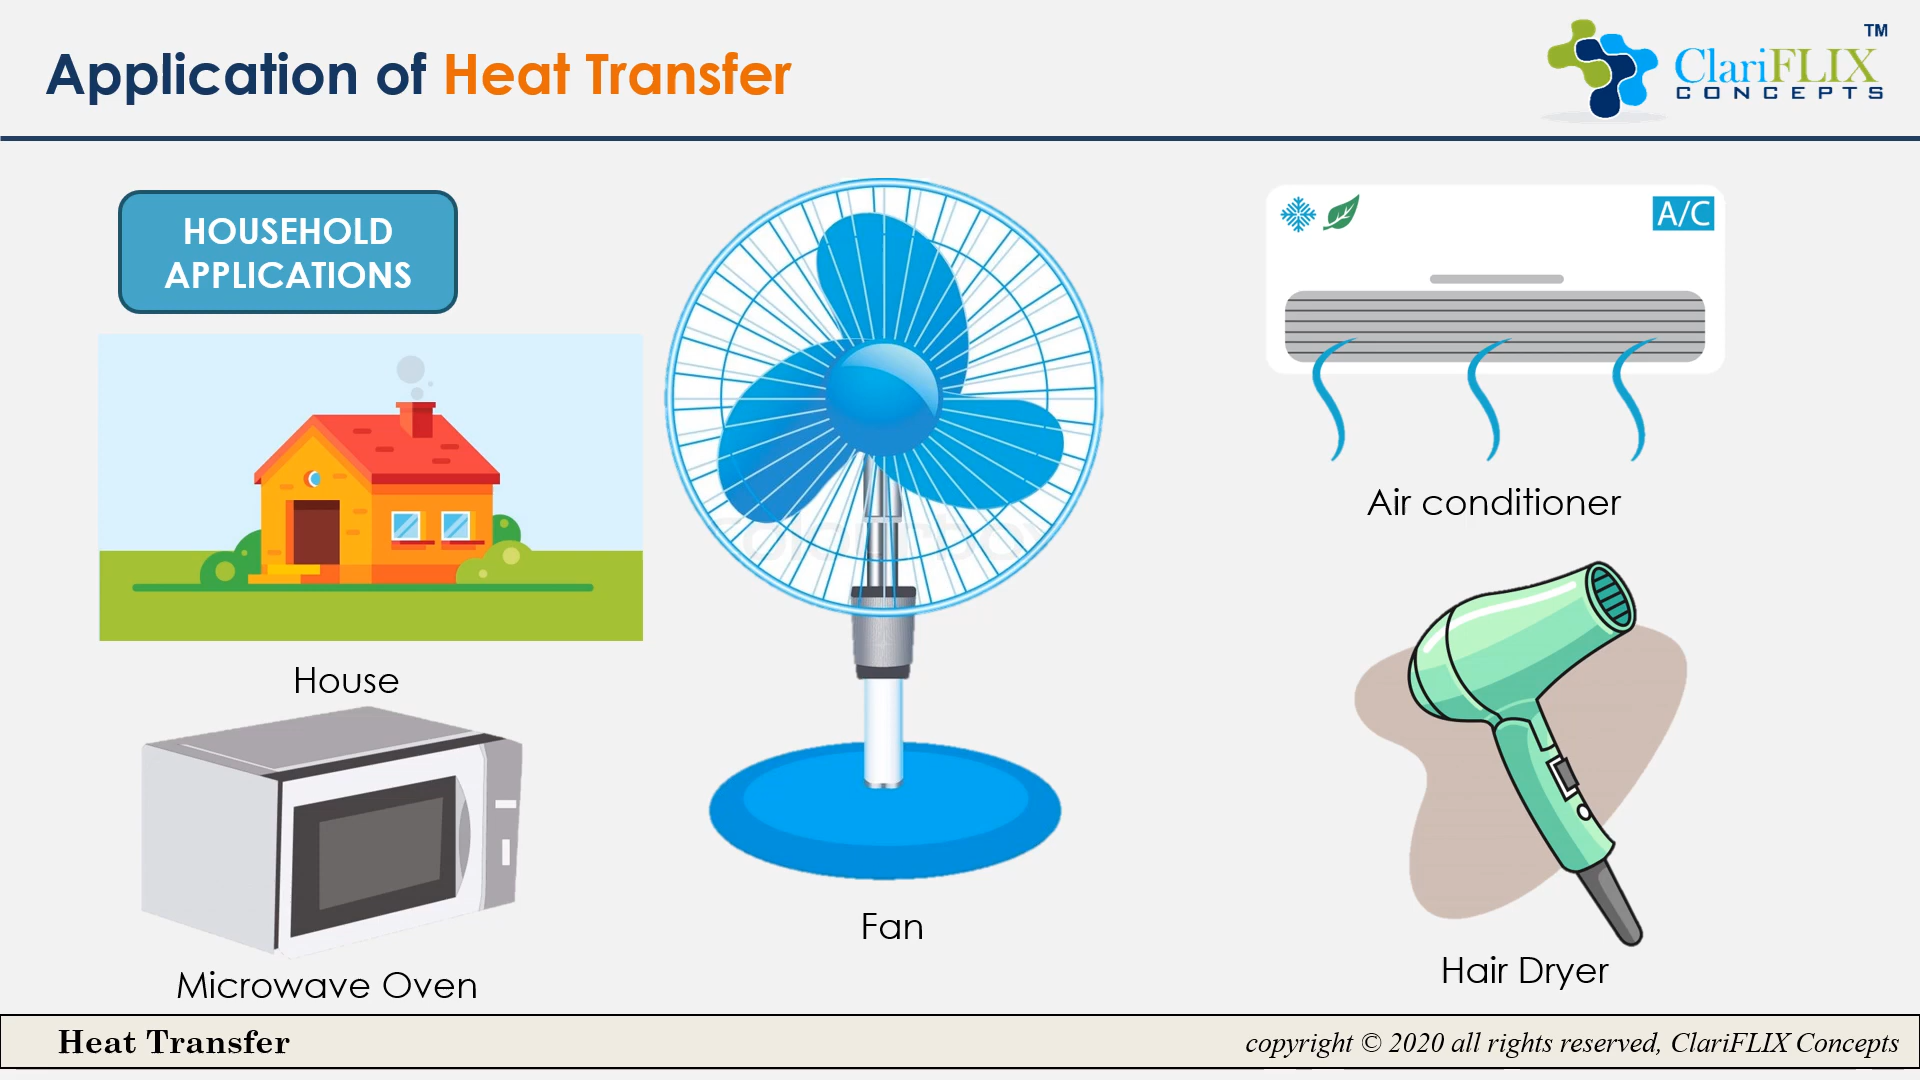 Application of Heat Transfer
TM
ClariFLIX
CONCEPTS
HOUSEHOLD
APPLICATIONS
A/C
Air conditioner
House
Fan
Hair Dryer
Microwave Oven
Heat Transfer
copyright © 2020 all rights reserved, ClariFLIX Concepts